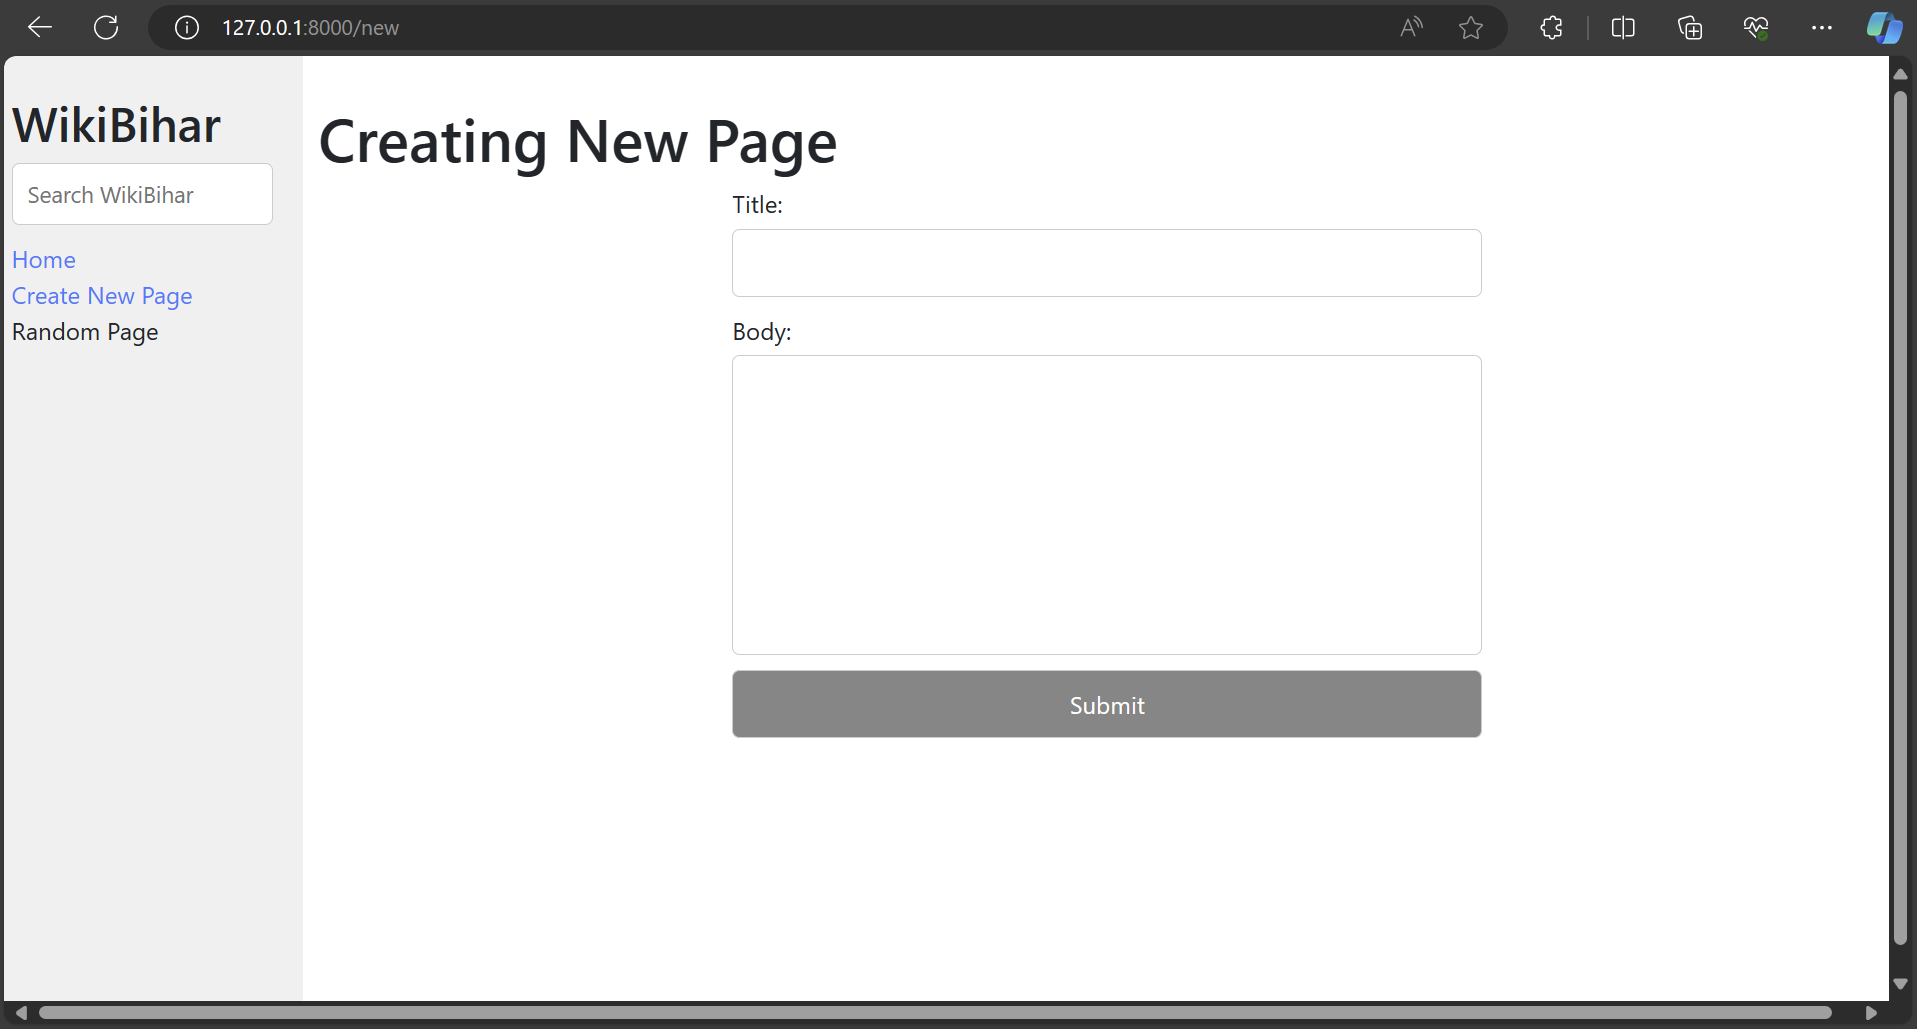 127.0.0.1:8000/new
WikiBihar
Search WikiBihar
Home
Create New Page
Random Page
Creating New Page
Title:
Body:
Submit